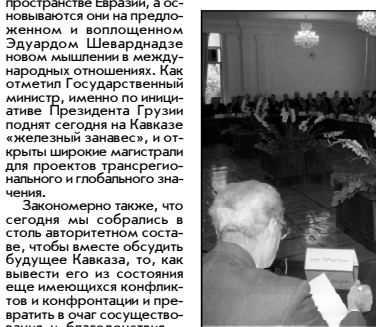 пространстве Евразии, а ос-
новываются они на предло-
женном и воплощенном
Эдуардом Шеварднадзе
новом мышлении в между-
народных отношениях. Как
отметил Государственный
министр, именно по иници-
ативе Президента Грузии
поднят сегодня на Кавказе
«железный занавес», и от-
крыты широкие магистрали
для проектов трансрегио-
нального и глобального зна-
чения.
Закономерно также, что
сегодня мы собрались в
столь авторитетном соста-
ве, чтобы вместе обсудить
будущее Кавказа, то, как
вывести его из состояния
еще имеющихся конфлик-
тов и конфронтации и пре-
вратить в очаг сосущество-
вания и благоденствия